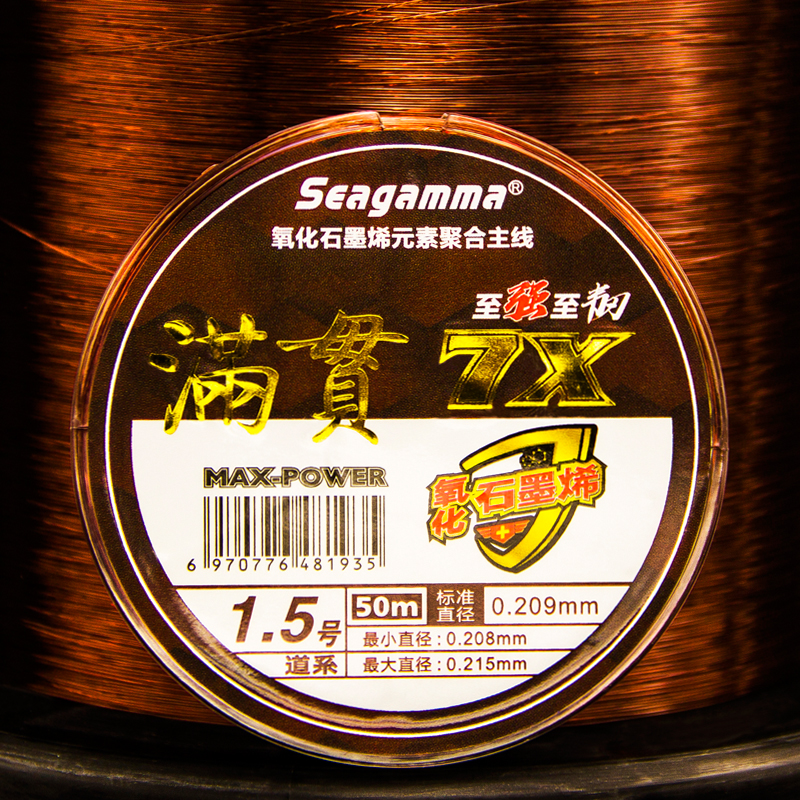 Seagamma®
氧化石墨烯元素聚合主线
至强至韧
滿貫 7X
MAX-POWER
氧化石墨烯
6 970776 481935
1.5号 50m 标准直径 0.209mm
最小直径：0.208mm
道系 最大直径：0.215mm